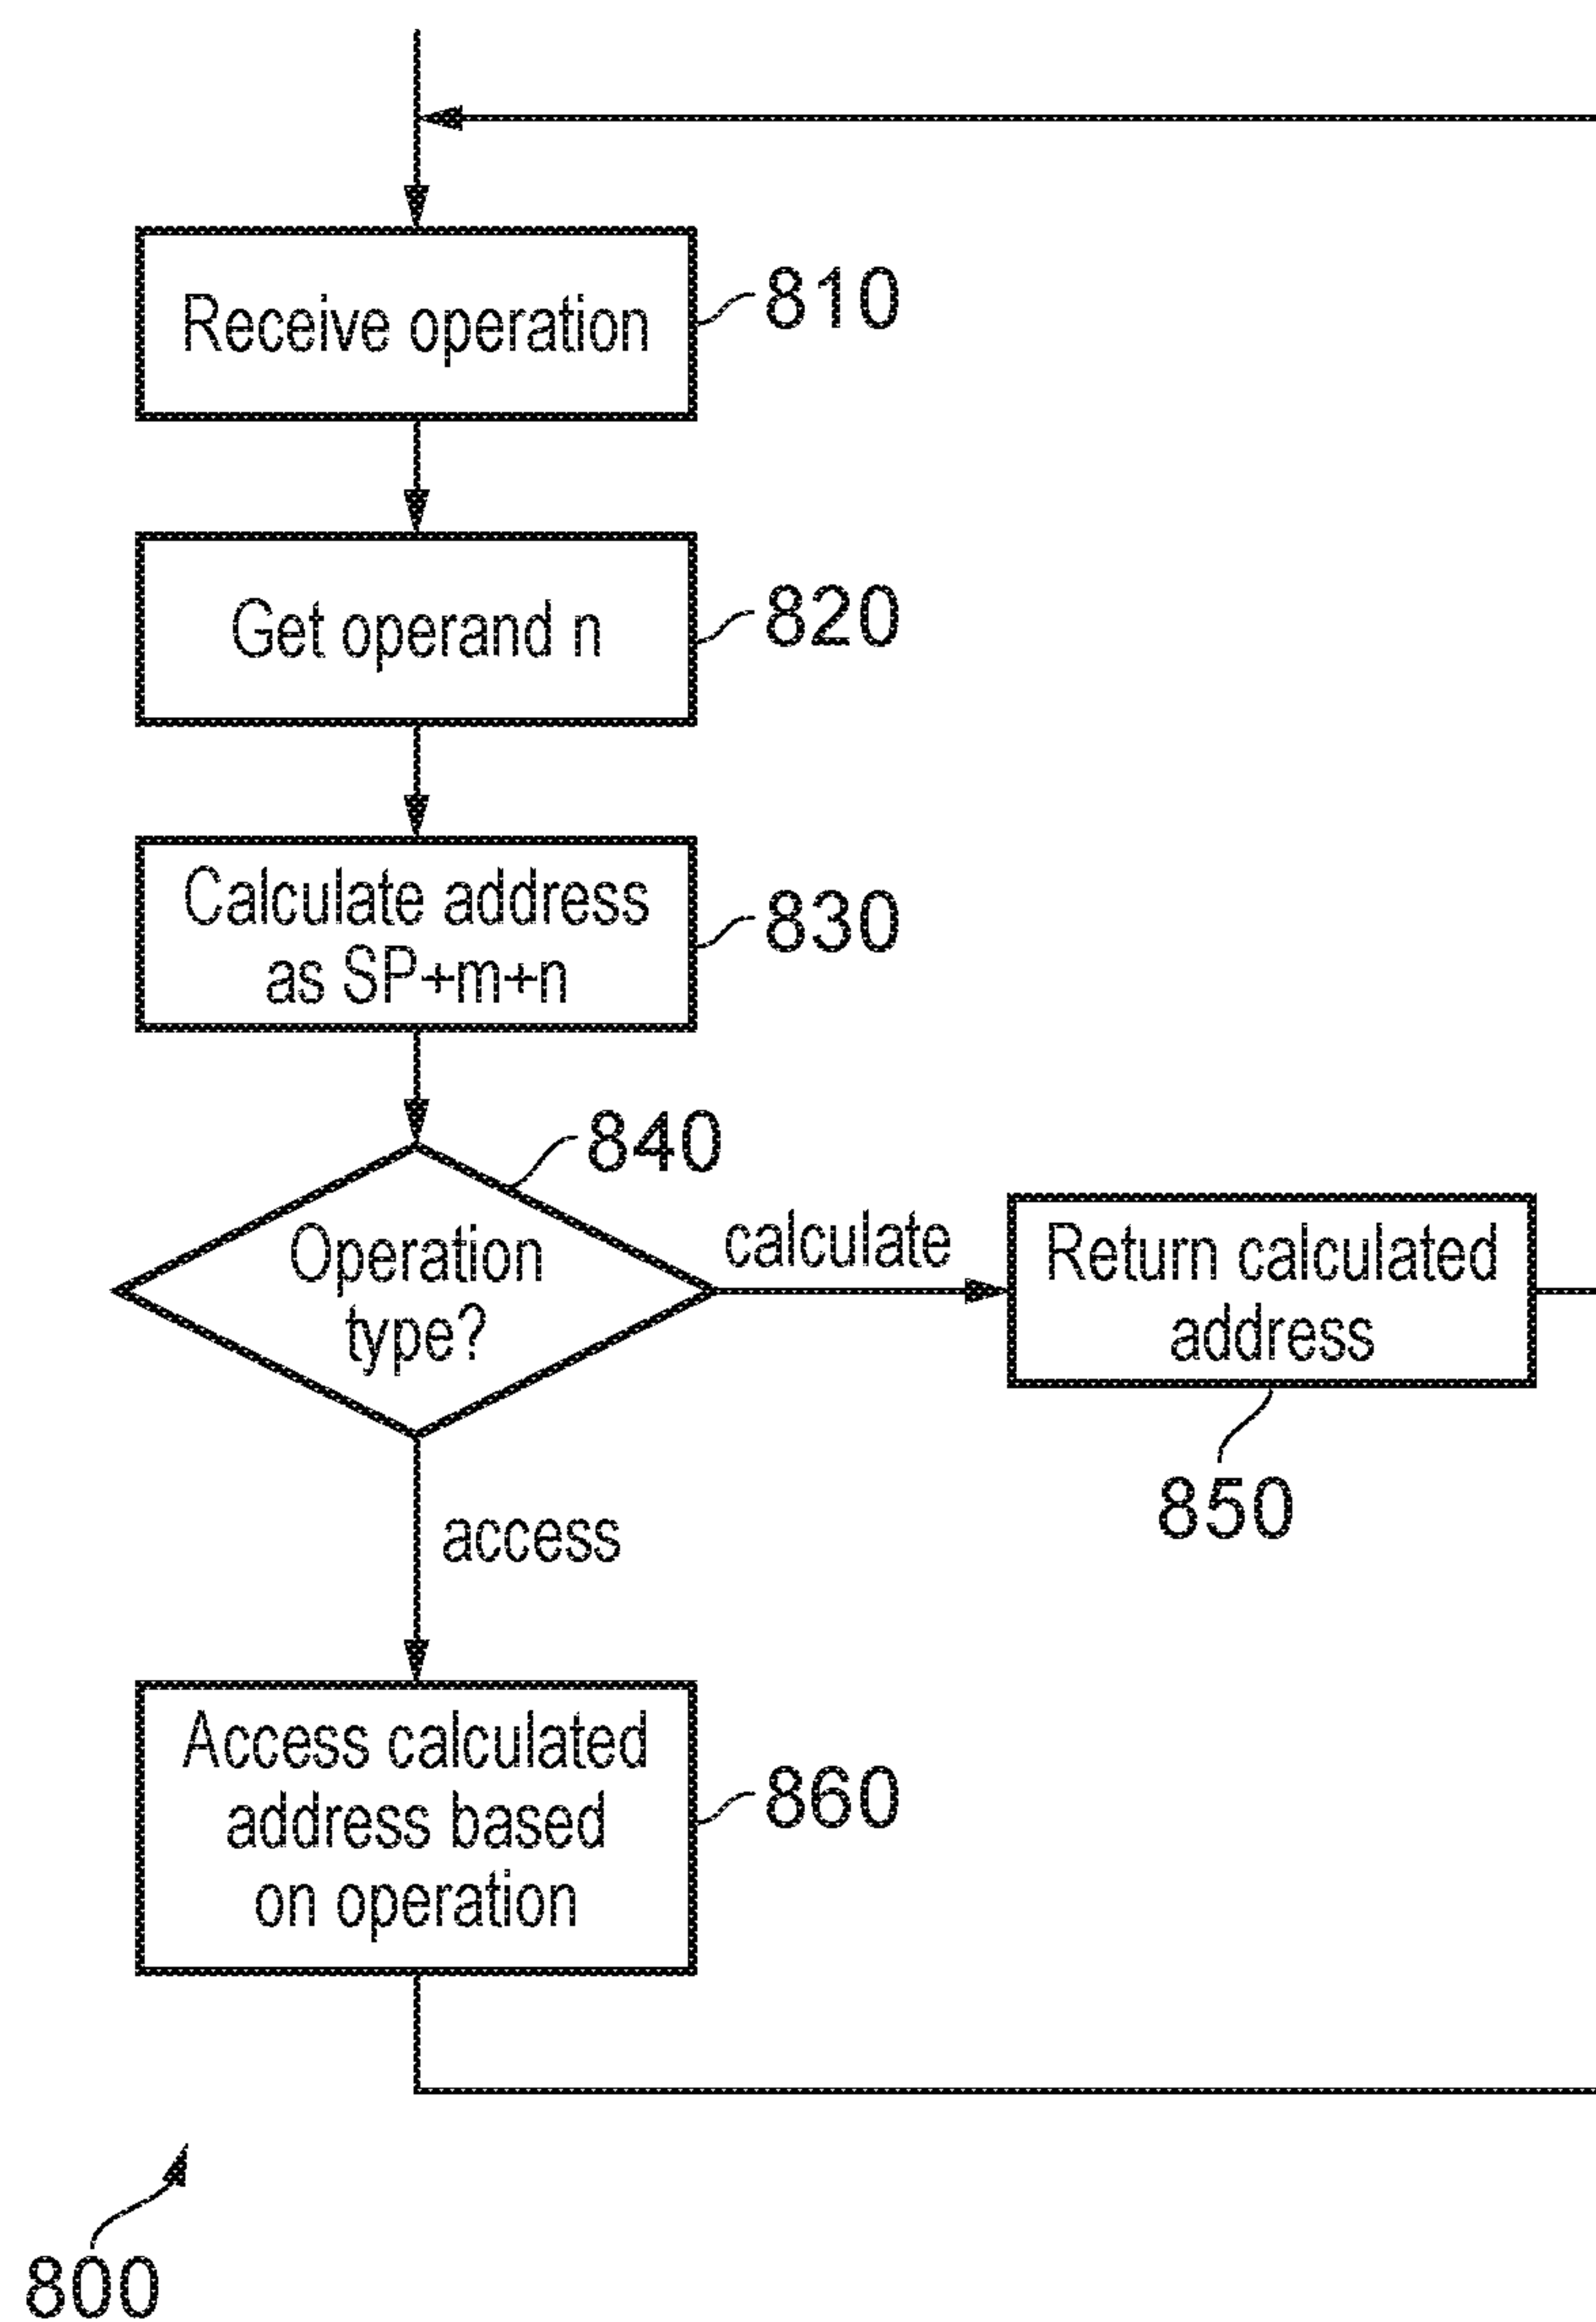 Receive operation
810
Get operand n
820
Calculate address
as SP+m+n
830
840
Operation
type?
calculate
Return calculated
address
850
access
Access calculated
address based
on operation
860
800